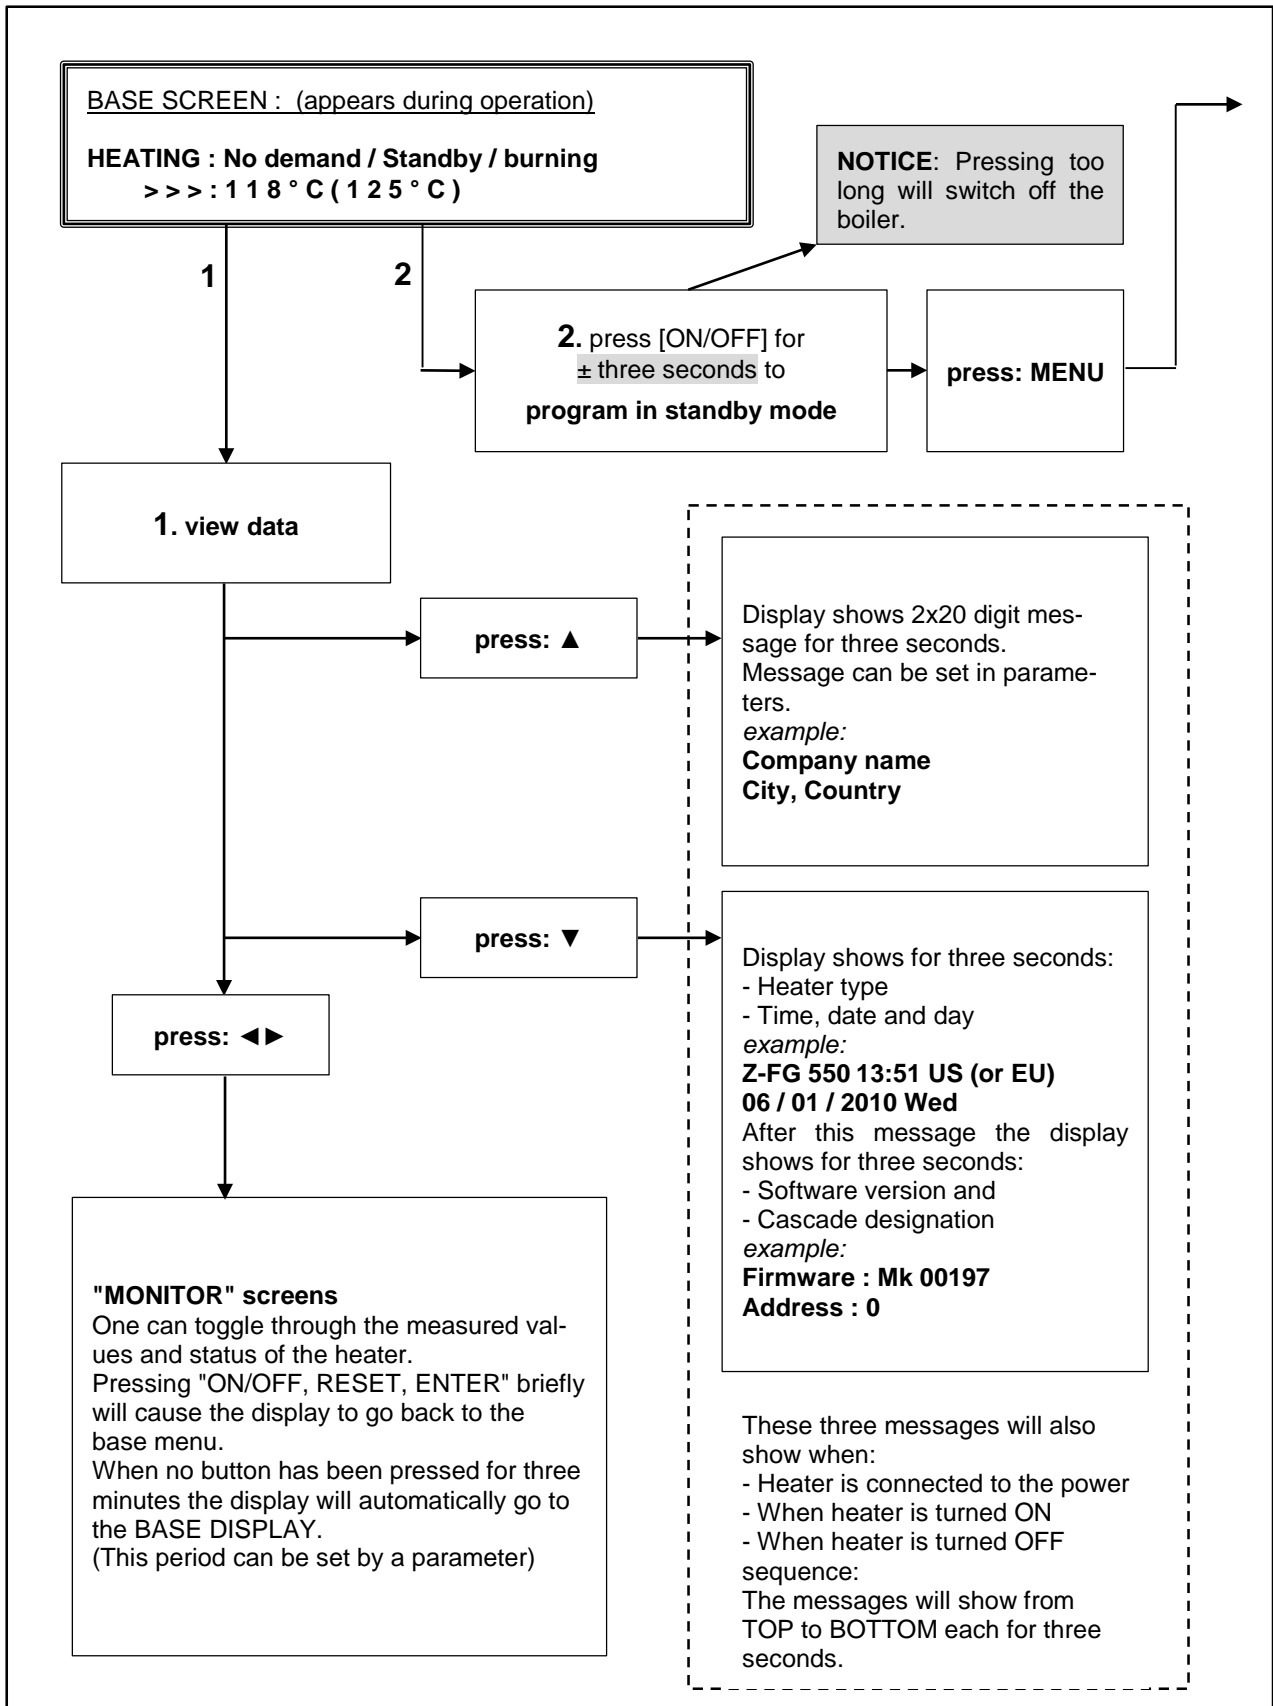 BASE SCREEN : (appears during operation)
HEATING : No demand / Standby / burning
> > > : 1 1 8 ° C ( 1 2 5 ° C )
NOTICE: Pressing too
long will switch off the
boiler.
1
2
2. press [ON/OFF] for
± three seconds to
program in standby mode
press: MENU
1. view data
press: ▲
Display shows 2x20 digit mes-
sage for three seconds.
Message can be set in parame-
ters.
example:
Company name
City, Country
press: ▼
Display shows for three seconds:
- Heater type
- Time, date and day
example:
Z-FG 550 13:51 US (or EU)
06 / 01 / 2010 Wed
After this message the display
shows for three seconds:
- Software version and
- Cascade designation
example:
Firmware : Mk 00197
Address : 0
press: ◄►
"MONITOR" screens
One can toggle through the measured val-
ues and status of the heater.
Pressing "ON/OFF, RESET, ENTER" briefly
will cause the display to go back to the
base menu.
When no button has been pressed for three
minutes the display will automatically go to
the BASE DISPLAY.
(This period can be set by a parameter)
These three messages will also
show when:
- Heater is connected to the power
- When heater is turned ON
- When heater is turned OFF
sequence:
The messages will show from
TOP to BOTTOM each for three
seconds.